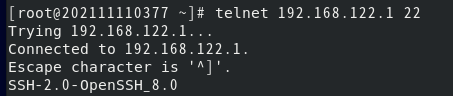 [root@202111110377 ~]# telnet 192.168.122.1 22
Trying 192.168.122.1...
Connected to 192.168.122.1.
Escape character is '^]'.
SSH-2.0-OpenSSH_8.0